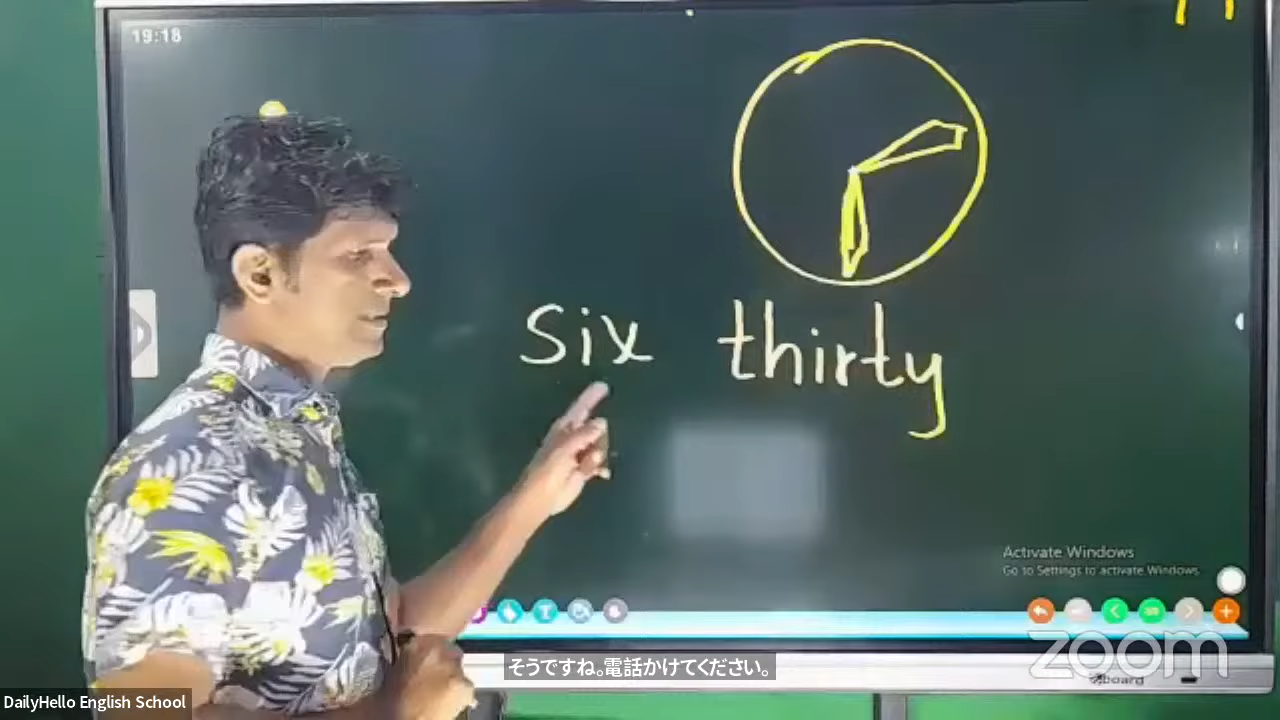 19:18
six thirty
Activate Windows
Go to Settings to activate Windows.
zoom
そうですね。電話かけてください。
DailyHello English School